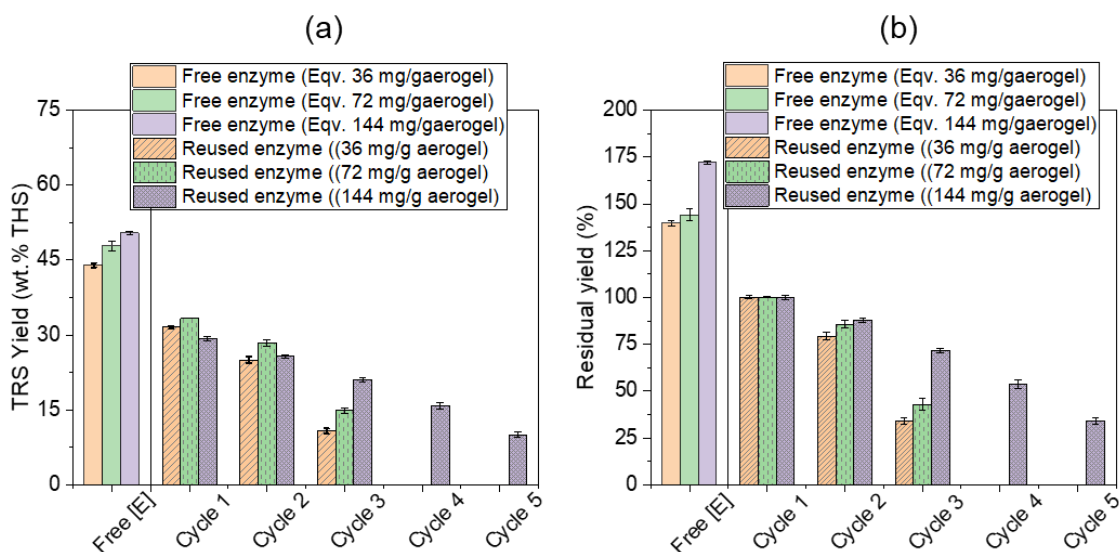 (a)
Free enzyme (Eqv. 36 mg/gaerogel)
Free enzyme (Eqv. 72 mg/gaerogel)
Free enzyme (Eqv. 144 mg/gaerogel)
Reused enzyme ((36 mg/g aerogel)
Reused enzyme ((72 mg/g aerogel)
Reused enzyme ((144 mg/g aerogel)
TRS Yield (wt.% THS)
75
60
45
30
15
0
Free [E]
Cycle 1
Cycle 2
Cycle 3
Cycle 4
Cycle 5
(b)
Free enzyme (Eqv. 36 mg/gaerogel)
Free enzyme (Eqv. 72 mg/gaerogel)
Free enzyme (Eqv. 144 mg/gaerogel)
Reused enzyme ((36 mg/g aerogel)
Reused enzyme ((72 mg/g aerogel)
Reused enzyme ((144 mg/g aerogel)
Residual yield (%)
200
175
150
125
100
75
50
25
0
Free [E]
Cycle 1
Cycle 2
Cycle 3
Cycle 4
Cycle 5